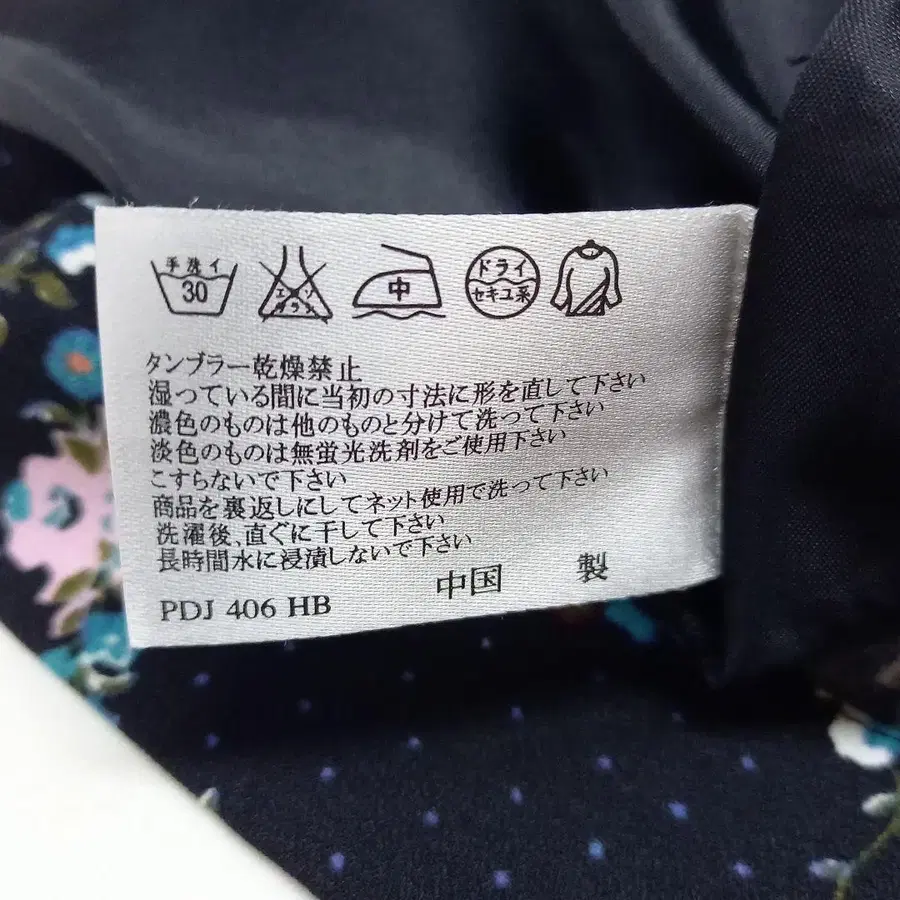 手洗イ 30
エンソ サラシ
中
ドライ セキユ系
タンブラー乾燥禁止
湿っている間に当初の寸法に形を直して下さい
濃色のものは他のものと分けて洗って下さい
淡色のものは無蛍光洗剤をご使用下さい
こすらないで下さい
商品を裏返しにしてネット使用で洗って下さい
洗濯後、直ぐに干して下さい
長時間水に浸漬しないで下さい
中国 製
PDJ 406 HB